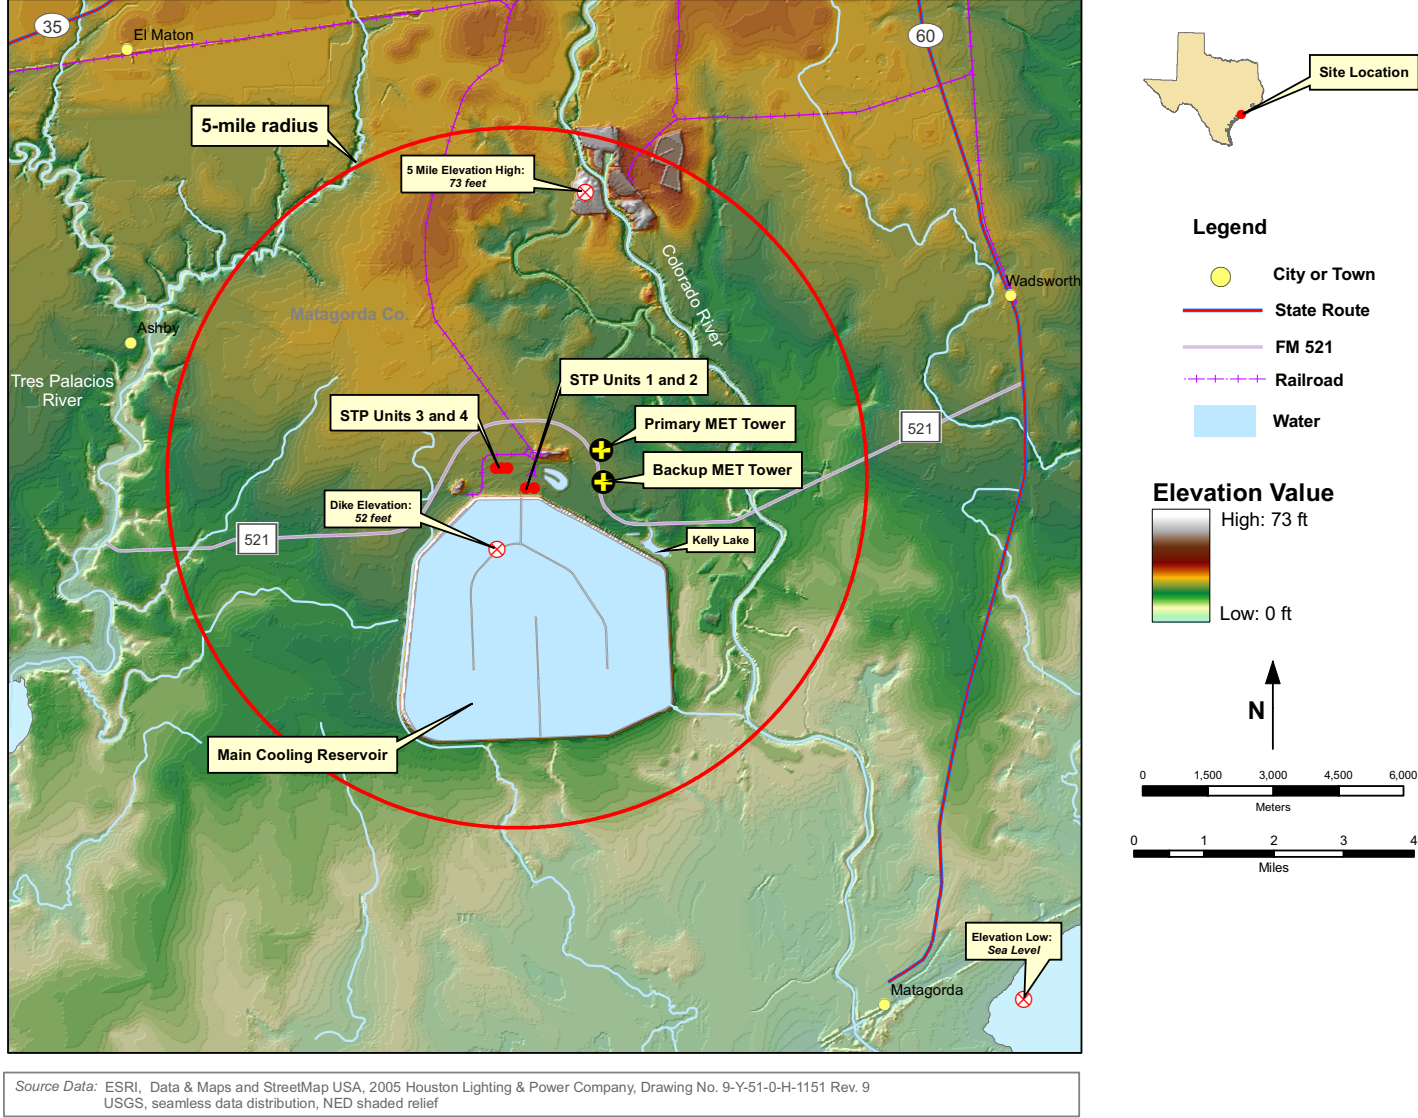 35
El Maton
60
Site Location
5-mile radius
5 Mile Elevation High:
73 feet
Legend
Colorado River
City or Town
Wadsworth
State Route
Matagorda Co.
Ashby
FM 521
Tres Palacios
River
STP Units 1 and 2
Railroad
STP Units 3 and 4
Primary MET Tower
521
Water
Backup MET Tower
Dike Elevation:
52 feet
Elevation Value
High: 73 ft
521
Kelly Lake
Low: 0 ft
N
Main Cooling Reservoir
0 1,500 3,000 4,500 6,000
Meters
0 1 2 3 4
Miles
Elevation Low:
Sea Level
Matagorda
Source Data: ESRI, Data & Maps and StreetMap USA, 2005 Houston Lighting & Power Company, Drawing No. 9-Y-51-0-H-1151 Rev. 9
USGS, seamless data distribution, NED shaded relief